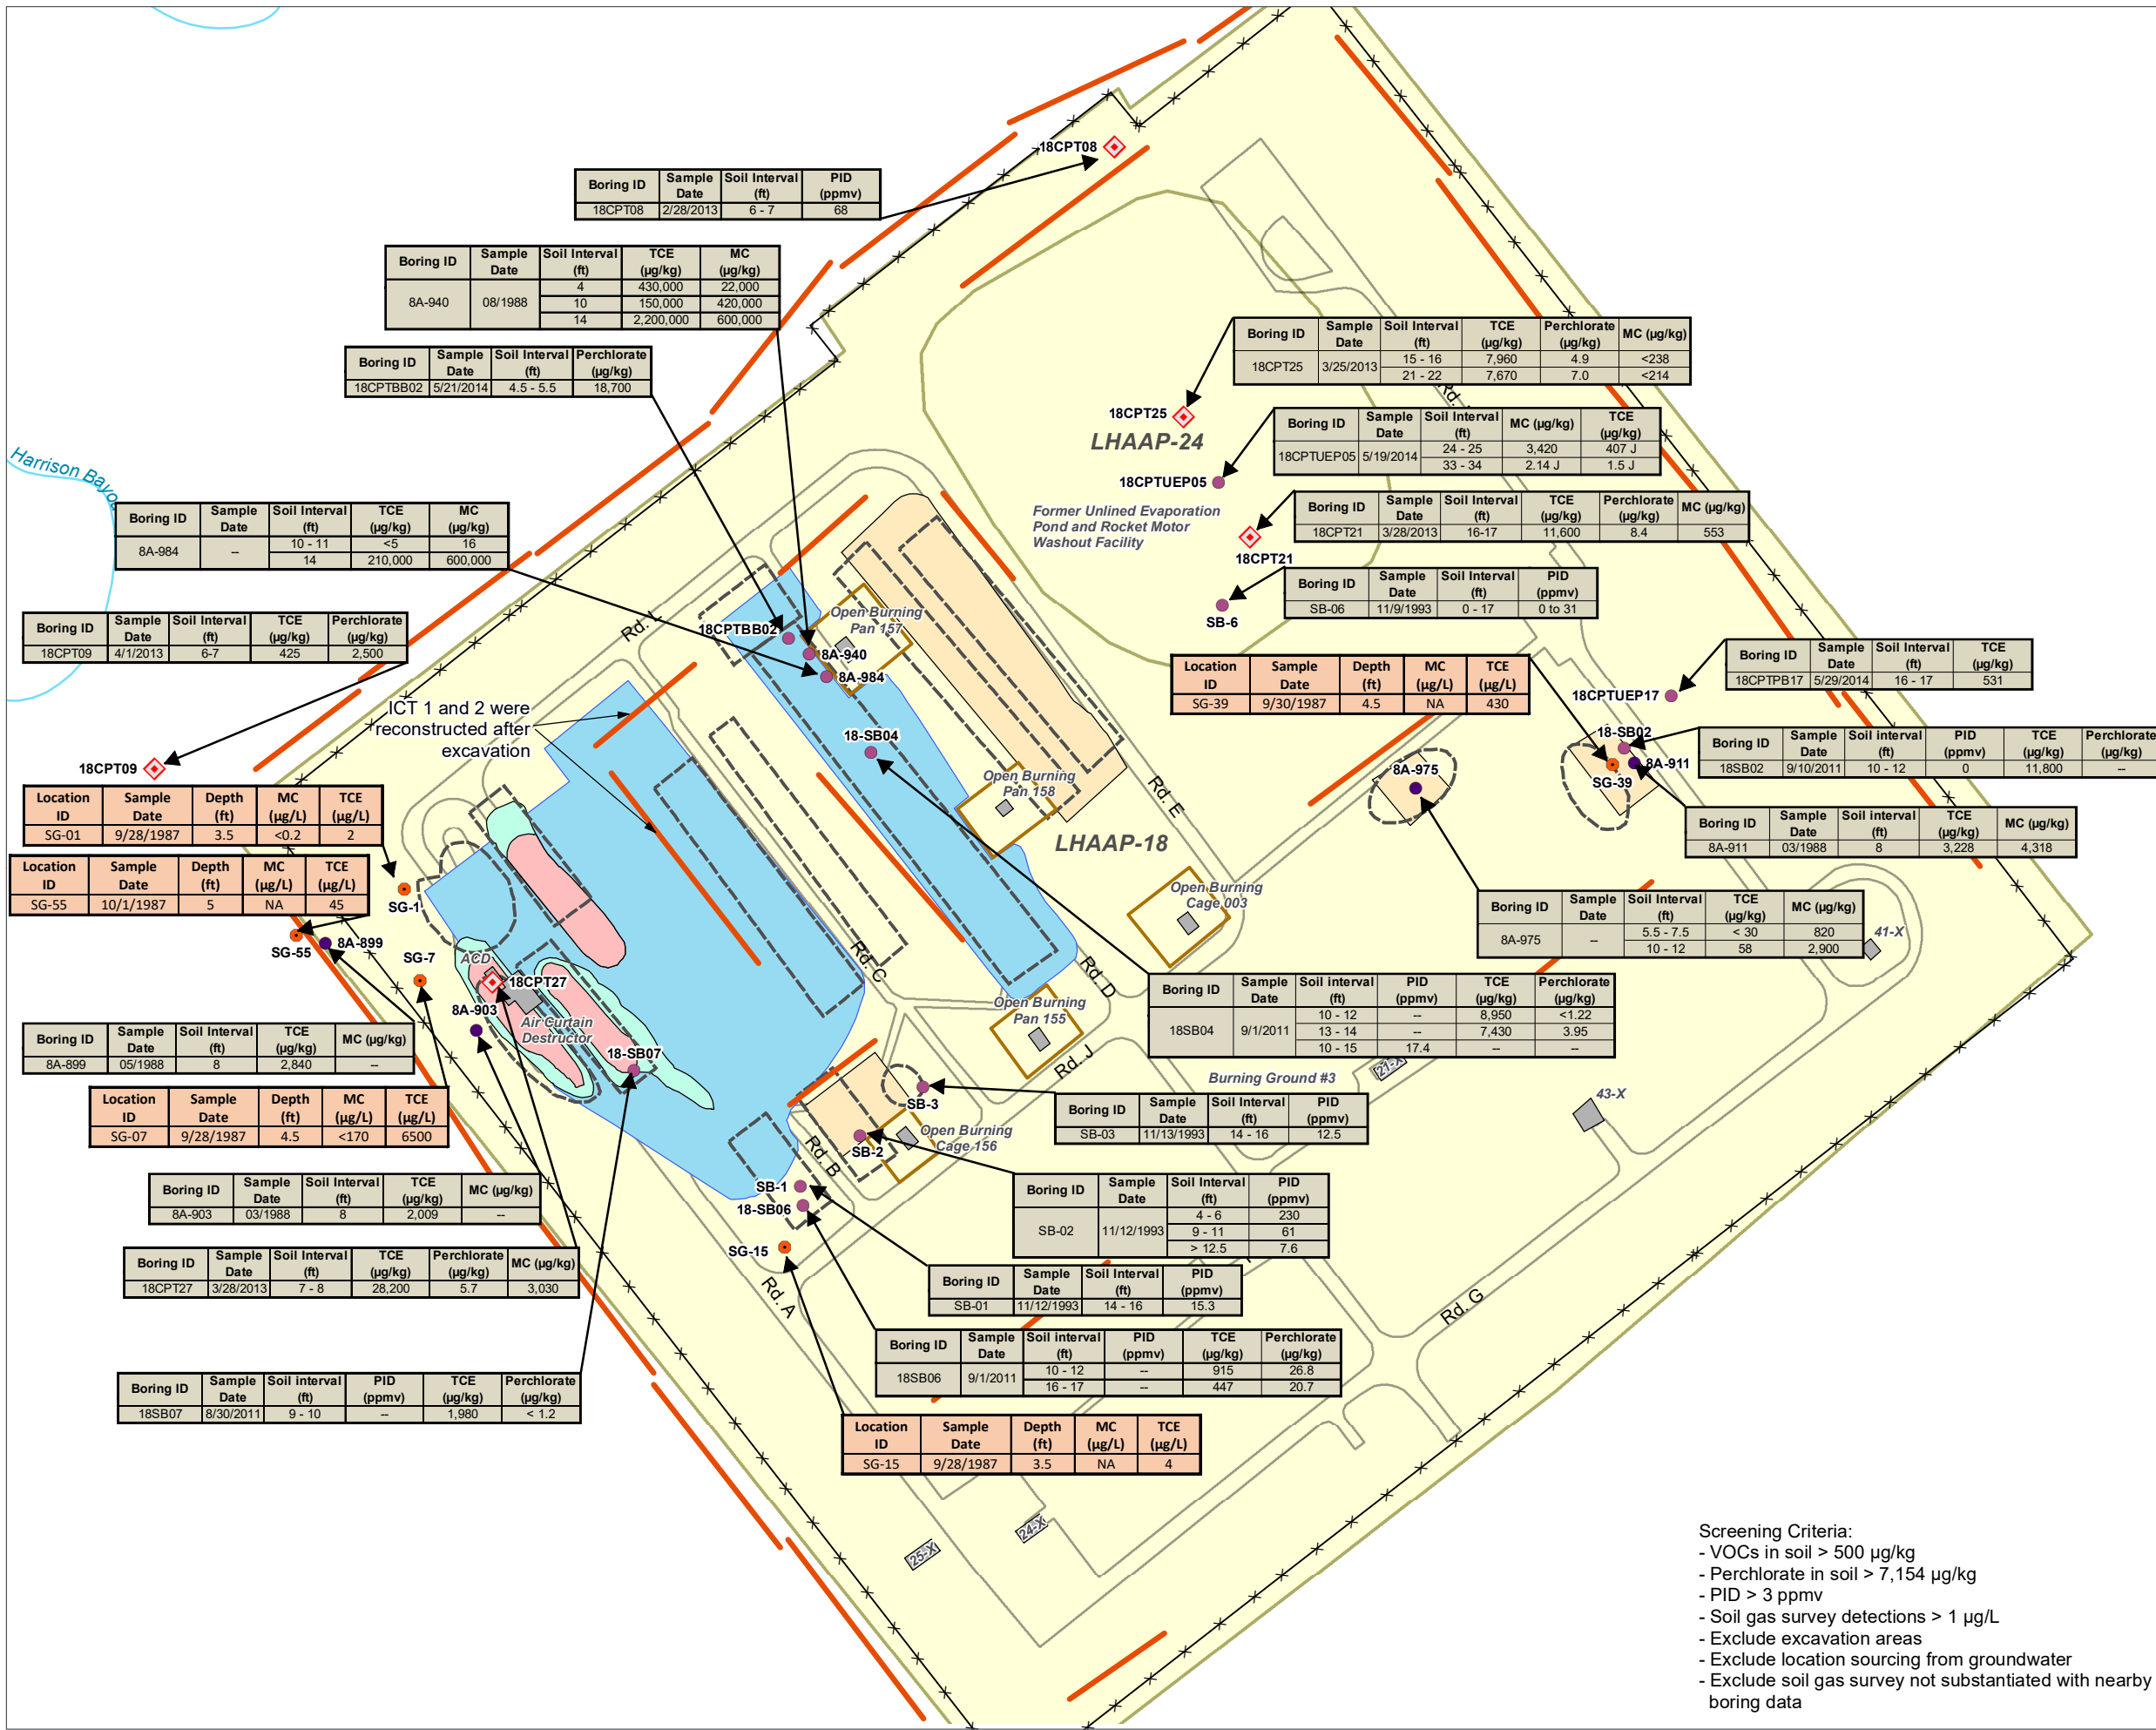 18CPT08
Boring ID Sample Date Soil Interval (ft) PID (ppmv)
18CPT08 2/28/2013 6 - 7 68
Boring ID Sample Date Soil Interval (ft) TCE (µg/kg) MC (µg/kg)
8A-940 08/1988 4 430,000 22,000
10 150,000 420,000
14 2,200,000 600,000
Boring ID Sample Date Soil Interval (ft) Perchlorate (µg/kg)
18CPTBB02 5/21/2014 4.5 - 5.5 18,700
Boring ID Sample Date Soil Interval (ft) TCE (µg/kg) Perchlorate (µg/kg) MC (µg/kg)
18CPT25 3/25/2013 15 - 16 7,960 4.9 <238
21 - 22 7,670 7.0 <214
Rd.
18CPT25
LHAAP-24
Boring ID Sample Date Soil Interval (ft) MC (µg/kg) TCE (µg/kg)
18CPTUEP05 5/19/2014 24 - 25 3,420 407 J
33 - 34 2.14 J 1.5 J
18CPTUEP05
Harrison Bayou
Former Unlined Evaporation
Pond and Rocket Motor
Washout Facility
Boring ID Sample Date Soil Interval (ft) TCE (µg/kg) Perchlorate (µg/kg) MC (µg/kg)
18CPT21 3/28/2013 16-17 11,600 8.4 553
18CPT21
Boring ID Sample Date Soil Interval (ft) TCE (µg/kg) MC (µg/kg)
8A-984 -- 10 - 11 <5 16
14 210,000 600,000
Boring ID Sample Date Soil Interval (ft) PID (ppmv)
SB-06 11/9/1993 0 - 17 0 to 31
SB-6
Boring ID Sample Date Soil Interval (ft) TCE (µg/kg) Perchlorate (µg/kg)
18CPT09 4/1/2013 6-7 425 2,500
Rd. L
18CPTBB02
Open Burning
Pan 157
8A-940
8A-984
Location ID Sample Date Depth (ft) MC (µg/L) TCE (µg/L)
SG-39 9/30/1987 4.5 NA 430
Boring ID Sample Date Soil Interval (ft) TCE (µg/kg)
18CPTPB17 5/29/2014 16 - 17 531
18CPTUEP17
ICT 1 and 2 were
reconstructed after
excavation
18-SB04
18-SB02
8A-911
SG-39
8A-975
Boring ID Sample Date Soil interval (ft) PID (ppmv) TCE (µg/kg) Perchlorate (µg/kg)
18SB02 9/10/2011 10 - 12 0 11,800 --
18CPT09
Open Burning
Pan 158
Rd. E
LHAAP-18
Location ID Sample Date Depth (ft) MC (µg/L) TCE (µg/L)
SG-01 9/28/1987 3.5 <0.2 2
Boring ID Sample Date Soil interval (ft) TCE (µg/kg) MC (µg/kg)
8A-911 03/1988 8 3,228 4,318
Location ID Sample Date Depth (ft) MC (µg/L) TCE (µg/L)
SG-55 10/1/1987 5 NA 45
SG-1
Open Burning
Cage 003
Boring ID Sample Date Soil Interval (ft) TCE (µg/kg) MC (µg/kg)
8A-975 -- 5.5 - 7.5 < 30 820
10 - 12 58 2,900
41-X
SG-55
8A-899
SG-7
ACD
18CPT27
8A-903
Air Curtain
Destructor
18-SB07
Rd. C
Rd. D
Open Burning
Pan 155
Rd. J
Boring ID Sample Date Soil interval (ft) PID (ppmv) TCE (µg/kg) Perchlorate (µg/kg)
18SB04 9/1/2011 10 - 12 -- 8,950 <1.22
13 - 14 -- 7,430 3.95
10 - 15 17.4 -- --
Boring ID Sample Date Soil Interval (ft) TCE (µg/kg) MC (µg/kg)
8A-899 05/1988 8 2,840 --
21-X
Burning Ground #3
43-X
SB-3
Boring ID Sample Date Soil Interval (ft) PID (ppmv)
SB-03 11/13/1993 14 - 16 12.5
Location ID Sample Date Depth (ft) MC (µg/L) TCE (µg/L)
SG-07 9/28/1987 4.5 <170 6500
Open Burning
Cage 156
SB-2
Rd. B
Boring ID Sample Date Soil Interval (ft) TCE (µg/kg) MC (µg/kg)
8A-903 03/1988 8 2,009 --
SB-1
18-SB06
Boring ID Sample Date Soil Interval (ft) PID (ppmv)
SB-02 11/12/1993 4 - 6 230
9 - 11 61
> 12.5 7.6
SG-15
Boring ID Sample Date Soil Interval (ft) TCE (µg/kg) Perchlorate (µg/kg) MC (µg/kg)
18CPT27 3/28/2013 7 - 8 28,200 5.7 3,030
Rd. A
Boring ID Sample Date Soil Interval (ft) PID (ppmv)
SB-01 11/12/1993 14 - 16 15.3
Rd. G
Boring ID Sample Date Soil interval (ft) PID (ppmv) TCE (µg/kg) Perchlorate (µg/kg)
18SB06 9/1/2011 10 - 12 -- 915 26.8
16 - 17 -- 447 20.7
Boring ID Sample Date Soil interval (ft) PID (ppmv) TCE (µg/kg) Perchlorate (µg/kg)
18SB07 8/30/2011 9 - 10 -- 1,980 < 1.2
Location ID Sample Date Depth (ft) MC (µg/L) TCE (µg/L)
SG-15 9/28/1987 3.5 NA 4
24-X
25-X
Screening Criteria:
- VOCs in soil > 500 µg/kg
- Perchlorate in soil > 7,154 µg/kg
- PID > 3 ppmv
- Soil gas survey detections > 1 µg/L
- Exclude excavation areas
- Exclude location sourcing from groundwater
- Exclude soil gas survey not substantiated with nearby
boring data